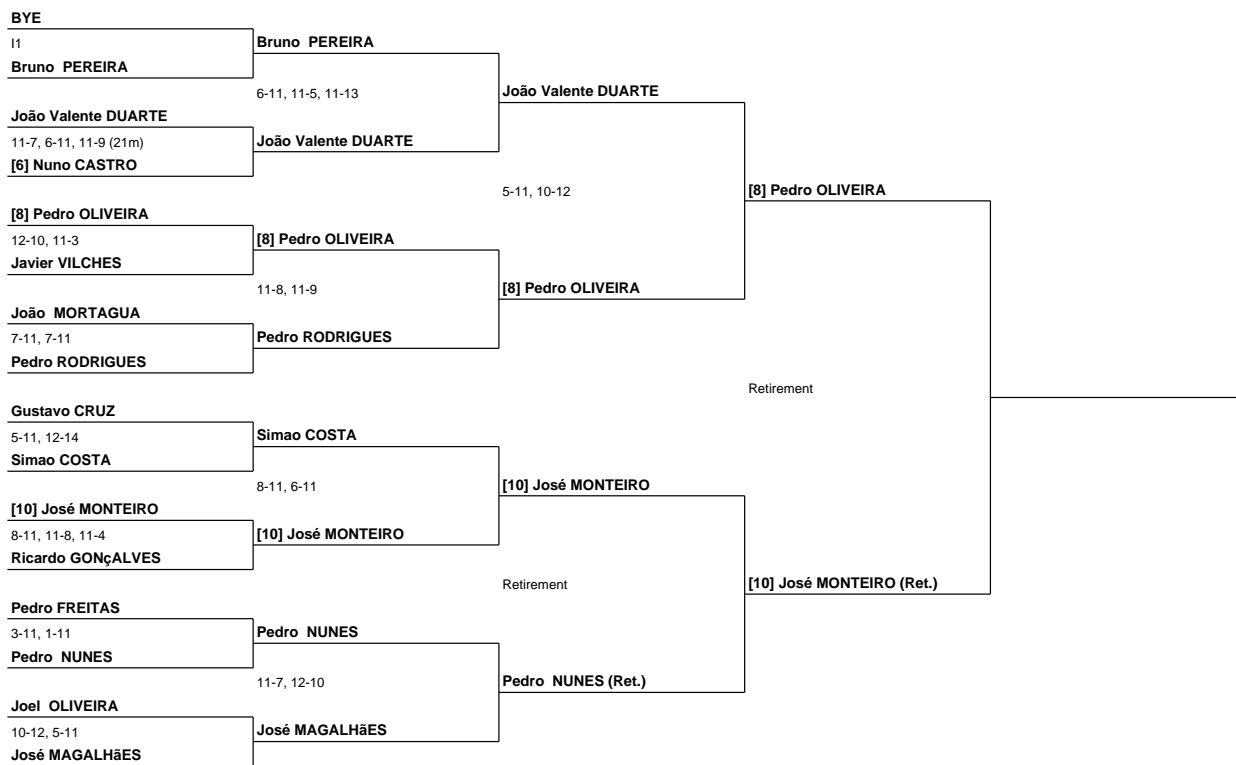 BYE
I1
Bruno PEREIRA
Bruno PEREIRA
6-11, 11-5, 11-13
João Valente DUARTE
João Valente DUARTE
11-7, 6-11, 11-9 (21m)
João Valente DUARTE
[6] Nuno CASTRO
5-11, 10-12
[8] Pedro OLIVEIRA
[8] Pedro OLIVEIRA
12-10, 11-3
[8] Pedro OLIVEIRA
Javier VILCHES
11-8, 11-9
[8] Pedro OLIVEIRA
João MORTAGUA
7-11, 7-11
Pedro RODRIGUES
Pedro RODRIGUES
Retirement
Gustavo CRUZ
5-11, 12-14
Simao COSTA
Simao COSTA
8-11, 6-11
[10] José MONTEIRO
[10] José MONTEIRO
8-11, 11-8, 11-4
[10] José MONTEIRO
Ricardo GONçALVES
Retirement
[10] José MONTEIRO (Ret.)
Pedro FREITAS
3-11, 1-11
Pedro NUNES
Pedro NUNES
11-7, 12-10
Pedro NUNES (Ret.)
Joel OLIVEIRA
10-12, 5-11
José MAGALHãES
José MAGALHãES